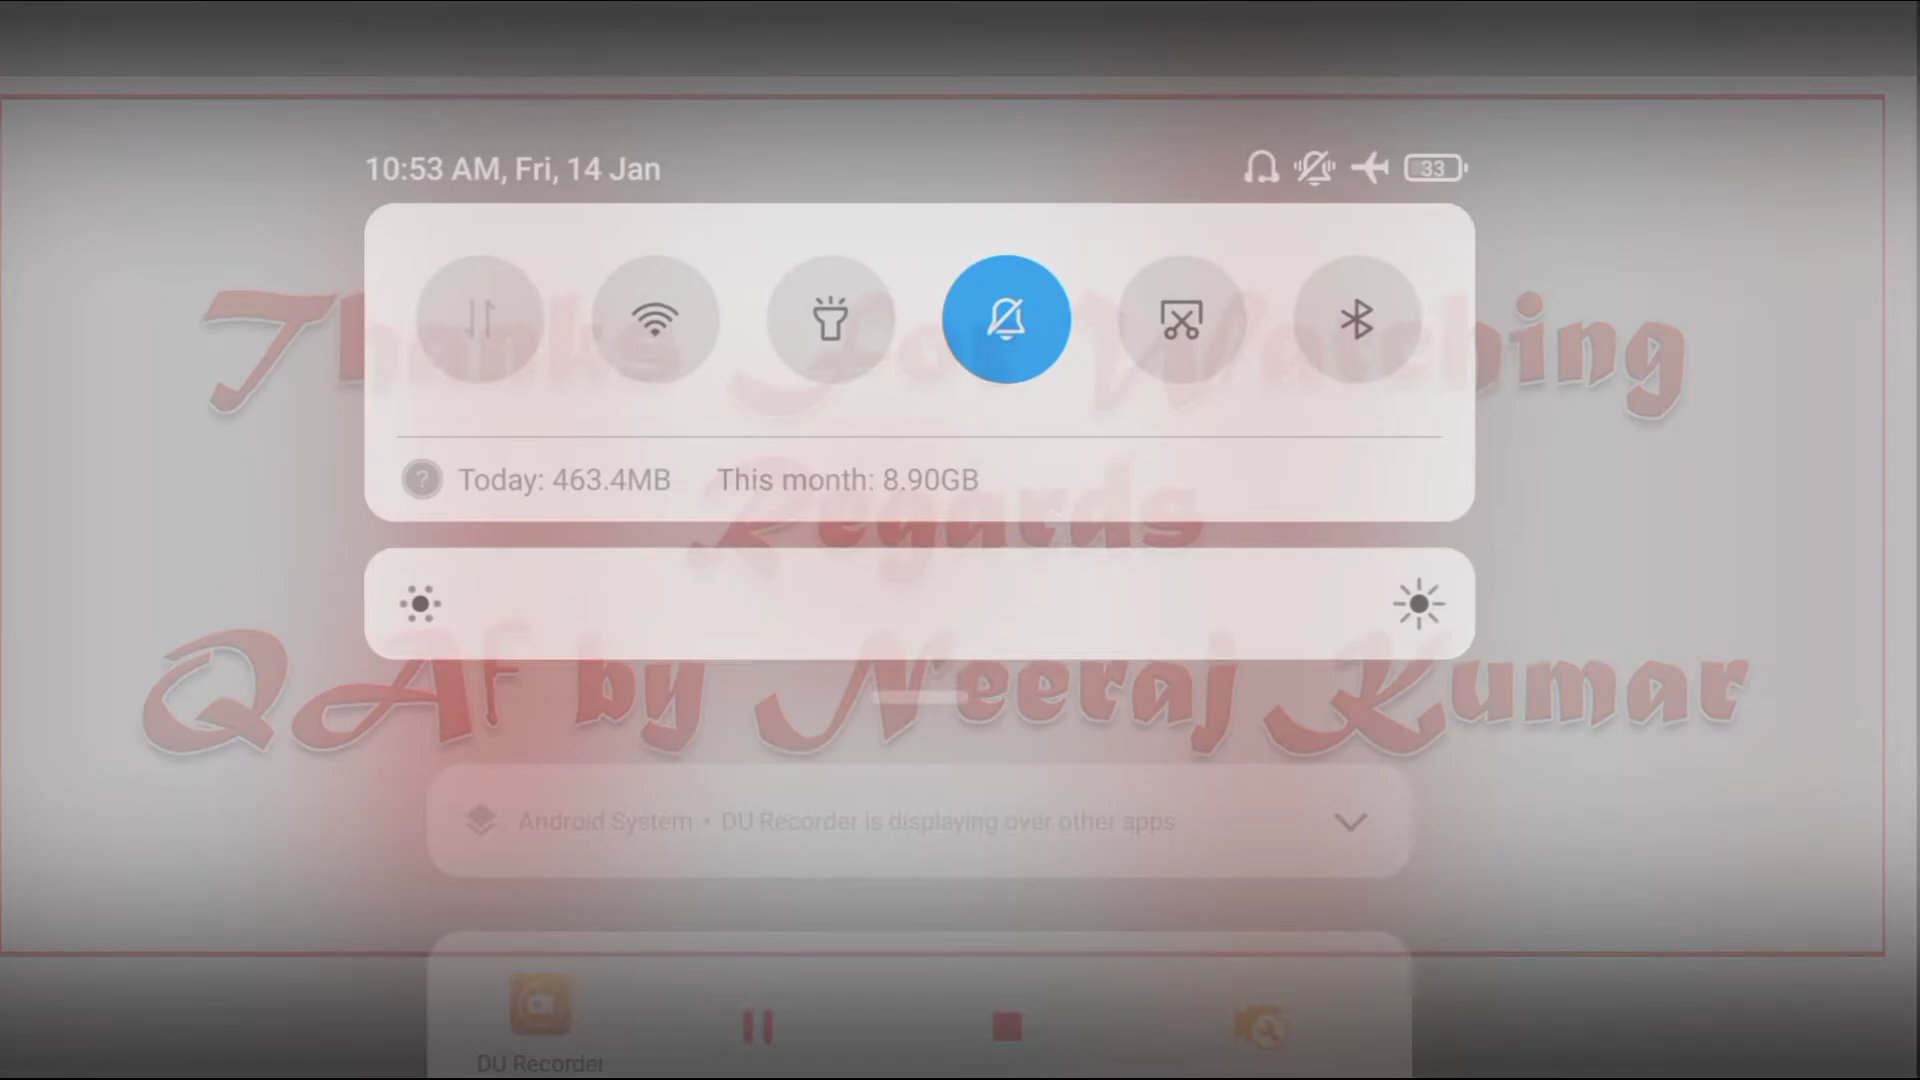 10:53 AM, Fri, 14 Jan
33
Thanks For Watching
? Today: 463.4MB This month: 8.90GB
Regards
QAf by Neeraj Kumar
Android System • DU Recorder is displaying over other apps
DU Recorder